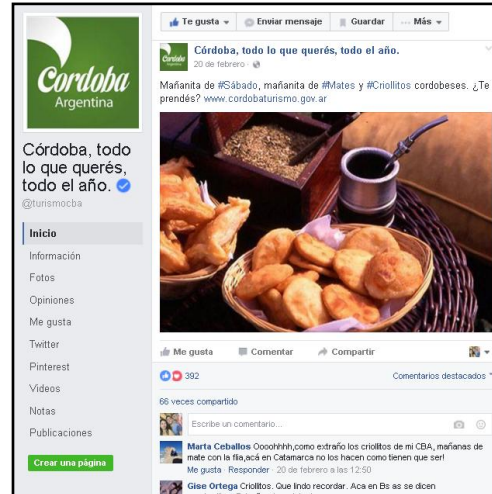 Te gusta Enviar mensaje Guardar ... Más
Córdoba
Argentina
Córdoba, todo
lo que querés,
todo el año.
@turismocba
Inicio
Información
Fotos
Opiniones
Me gusta
Twitter
Pinterest
Videos
Notas
Publicaciones
Crear una página
Córdoba, todo lo que querés, todo el año.
20 de febrero ·
Mañanita de #Sábado, mañanita de #Mates y #Criollitos cordobeses. ¿Te
prendés? www.cordobaturismo.gov.ar
Me gusta Comentar Compartir
392 Comentarios destacados
66 veces compartido
Escribe un comentario...
Marta Ceballos Oooohhhh,como extraño los criollitos de mi CBA, mañanas de
mate con la flia,acá en Catamarca no los hacen como tienen que ser!
Me gusta · Responder · 20 de febrero a las 12:50
Gise Ortega Criollitos. Que lindo recordar. Aca en Bs as se dicen